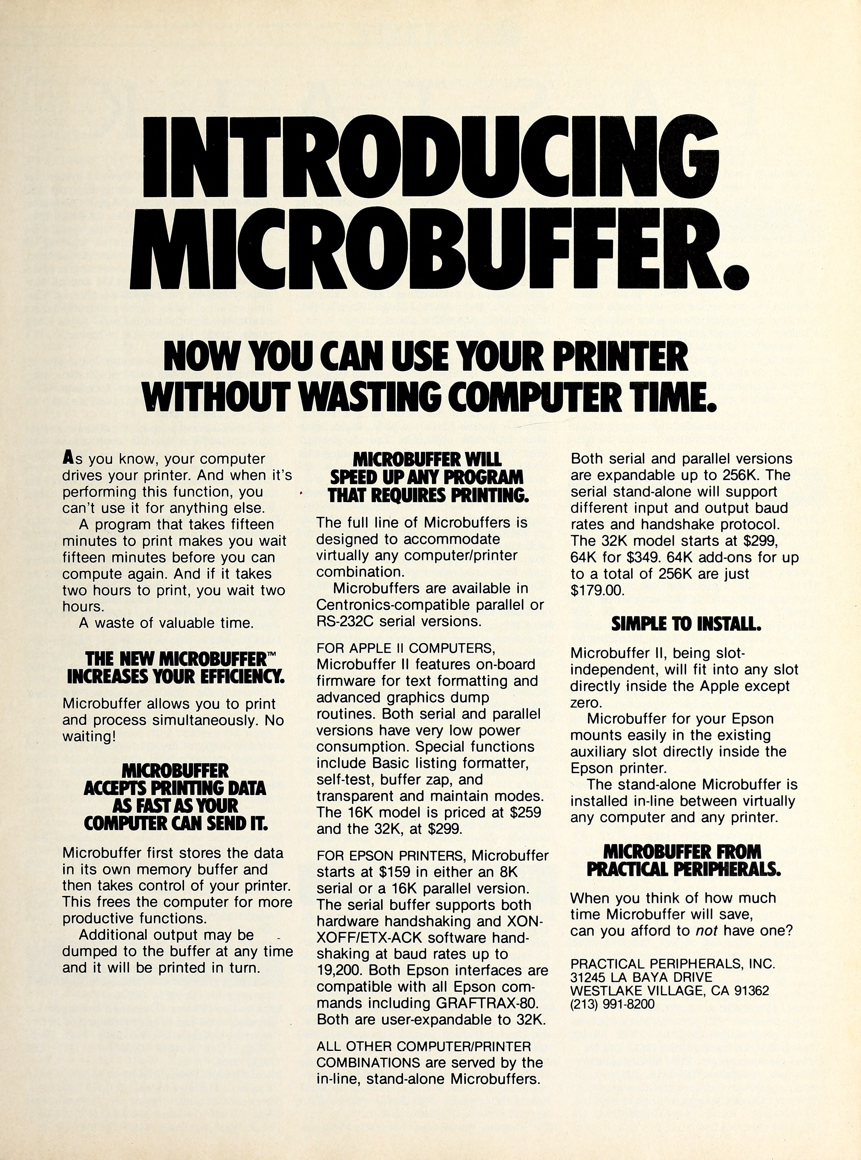 INTRODUCING
MICROBUFFER.
NOW YOU CAN USE YOUR PRINTER
WITHOUT WASTING COMPUTER TIME.
As you know, your computer
drives your printer. And when it's
performing this function, you
can't use it for anything else.
A program that takes fifteen
minutes to print makes you wait
fifteen minutes before you can
compute again. And if it takes
two hours to print, you wait two
hours.
A waste of valuable time.
THE NEW MICROBUFFER™
INCREASES YOUR EFFICIENCY.
Microbuffer allows you to print
and process simultaneously. No
waiting!
MICROBUFFER
ACCEPTS PRINTING DATA
AS FAST AS YOUR
COMPUTER CAN SEND IT.
Microbuffer first stores the data
in its own memory buffer and
then takes control of your printer.
This frees the computer for more
productive functions.
Additional output may be
dumped to the buffer at any time
and it will be printed in turn.
MICROBUFFER WILL
SPEED UP ANY PROGRAM
THAT REQUIRES PRINTING.
The full line of Microbuffers is
designed to accommodate
virtually any computer/printer
combination.
Microbuffers are available in
Centronics-compatible parallel or
RS-232C serial versions.
FOR APPLE II COMPUTERS,
Microbuffer II features on-board
firmware for text formatting and
advanced graphics dump
routines. Both serial and parallel
versions have very low power
consumption. Special functions
include Basic listing formatter,
self-test, buffer zap, and
transparent and maintain modes.
The 16K model is priced at $259
and the 32K, at $299.
FOR EPSON PRINTERS, Microbuffer
starts at $159 in either an 8K
serial or a 16K parallel version.
The serial buffer supports both
hardware handshaking and XON-
XOFF/ETX-ACK software hand-
shaking at baud rates up to
19,200. Both Epson interfaces are
compatible with all Epson com-
mands including GRAFTRAX-80.
Both are user-expandable to 32K.
ALL OTHER COMPUTER/PRINTER
COMBINATIONS are served by the
in-line, stand-alone Microbuffers.
Both serial and parallel versions
are expandable up to 256K. The
serial stand-alone will support
different input and output baud
rates and handshake protocol.
The 32K model starts at $299,
64K for $349. 64K add-ons for up
to a total of 256K are just
$179.00.
SIMPLE TO INSTALL.
Microbuffer II, being slot-
independent, will fit into any slot
directly inside the Apple except
zero.
Microbuffer for your Epson
mounts easily in the existing
auxiliary slot directly inside the
Epson printer.
The stand-alone Microbuffer is
installed in-line between virtually
any computer and any printer.
MICROBUFFER FROM
PRACTICAL PERIPHERALS.
When you think of how much
time Microbuffer will save,
can you afford to not have one?
PRACTICAL PERIPHERALS, INC.
31245 LA BAYA DRIVE
WESTLAKE VILLAGE, CA 91362
(213) 991-8200